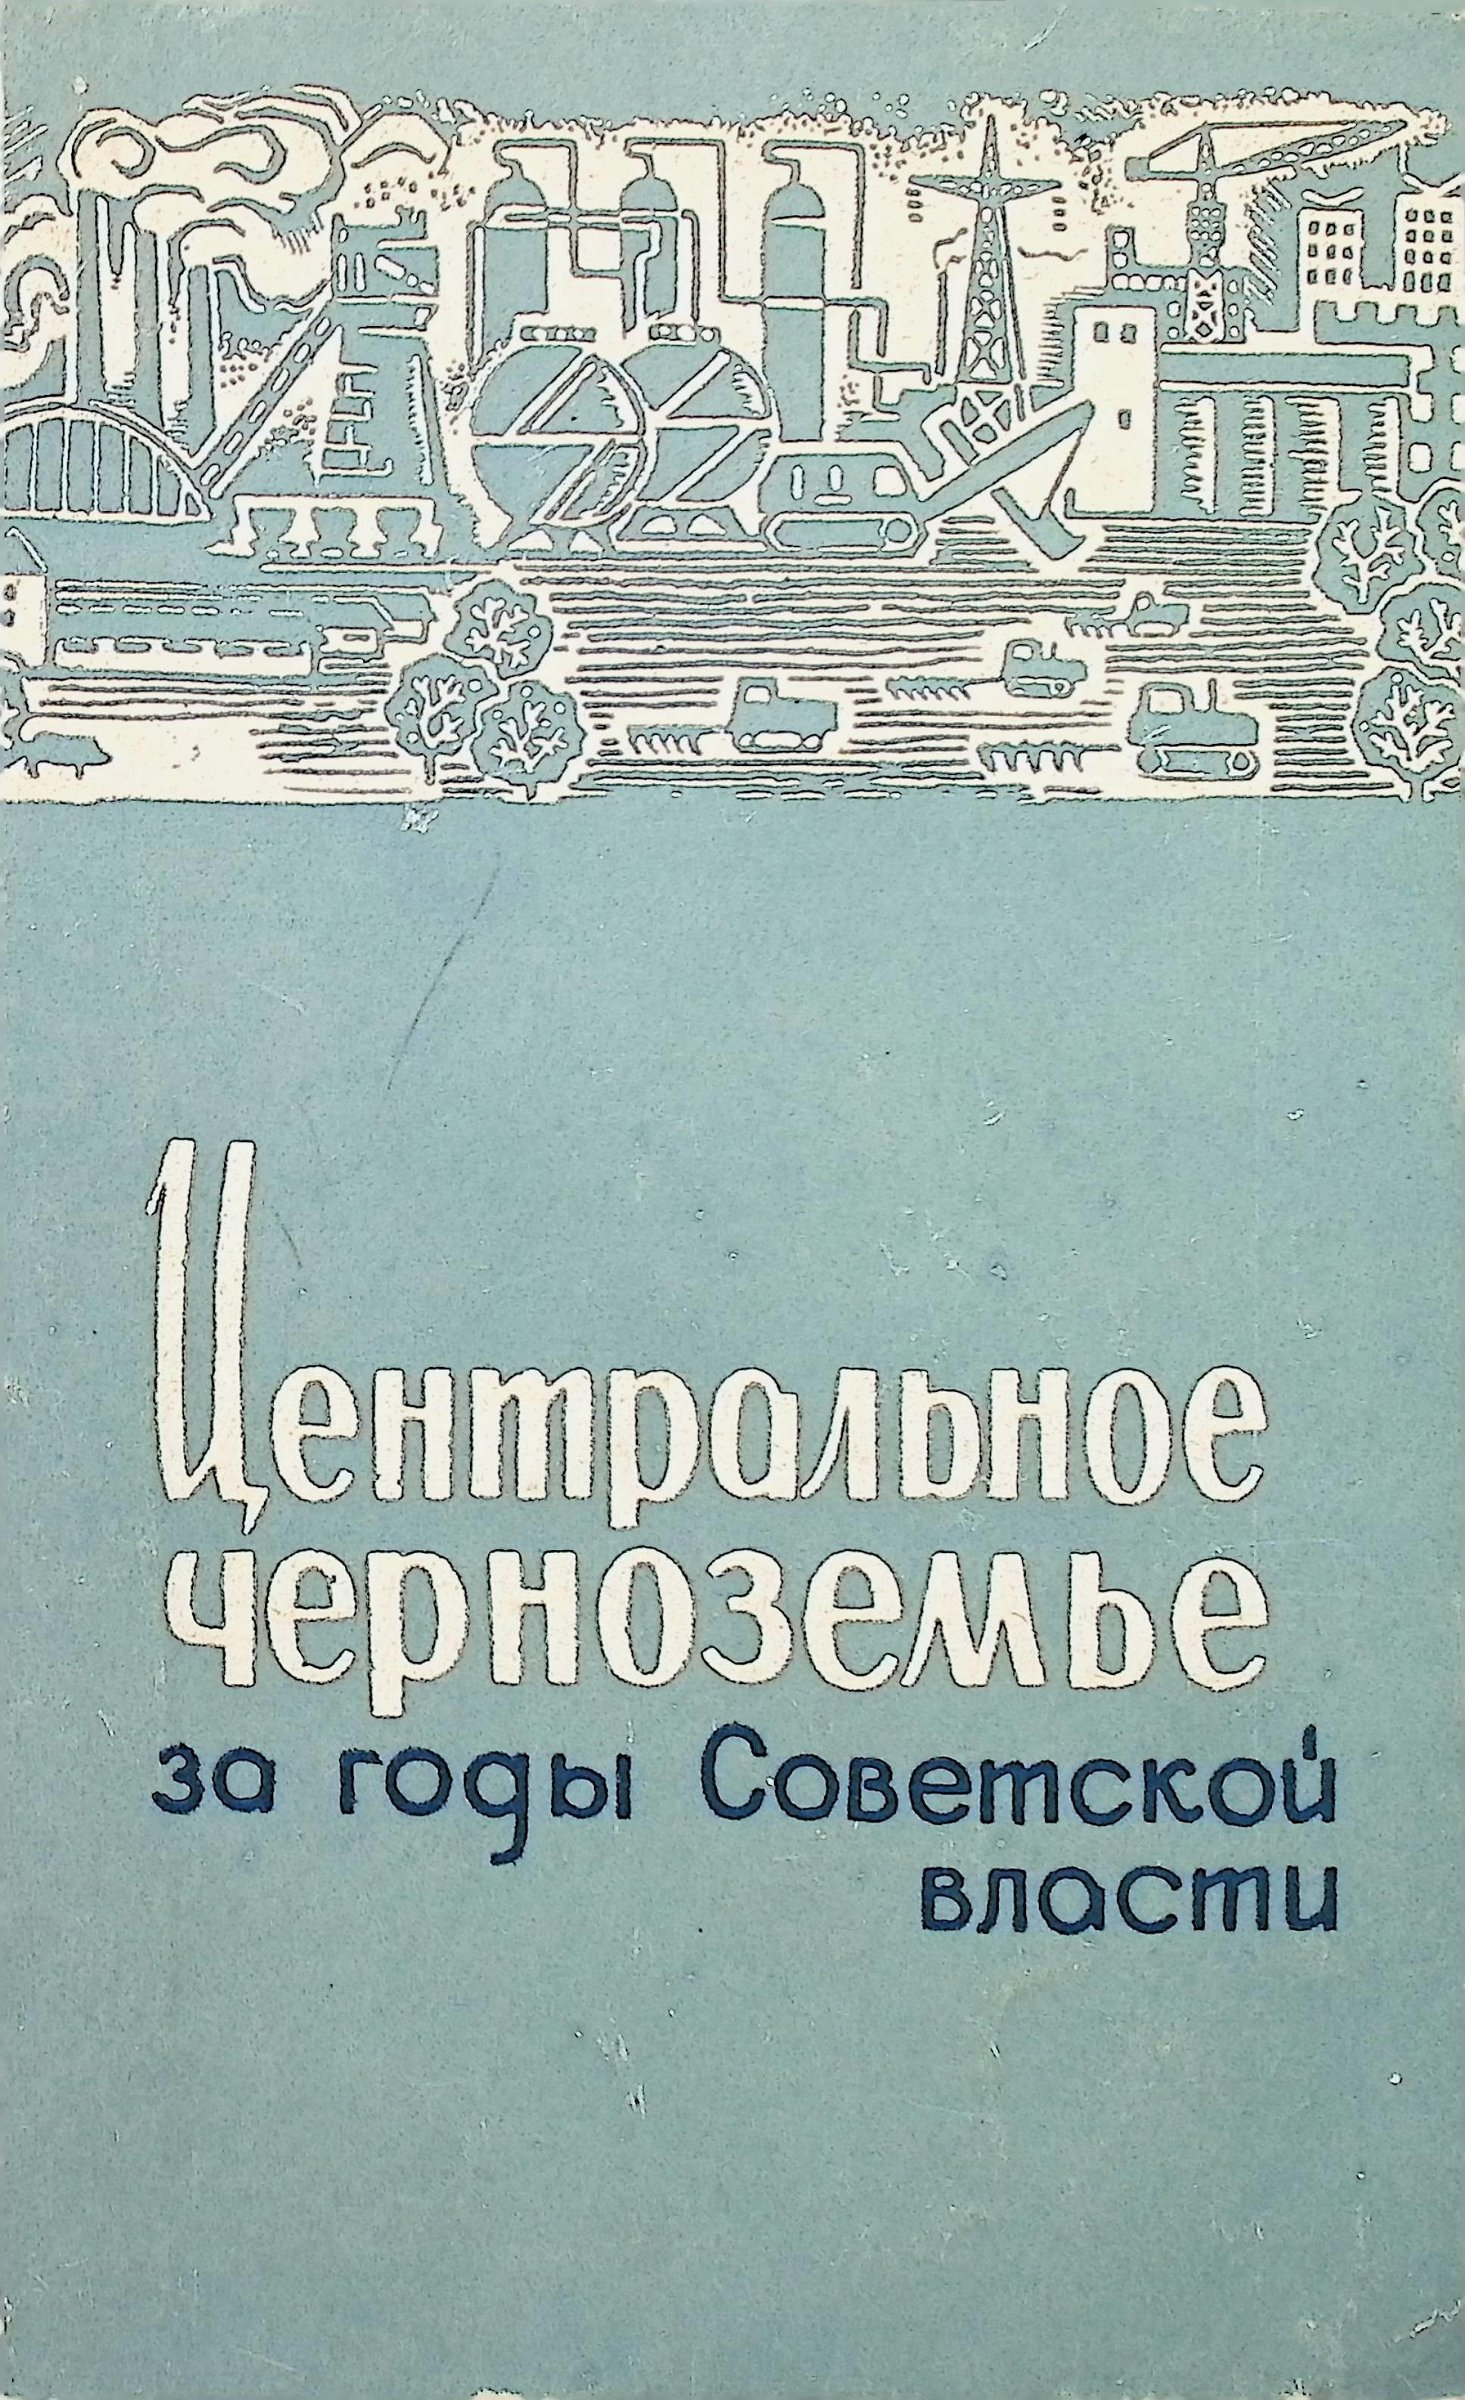 Центральное
черноземье
за годы Советской
власти